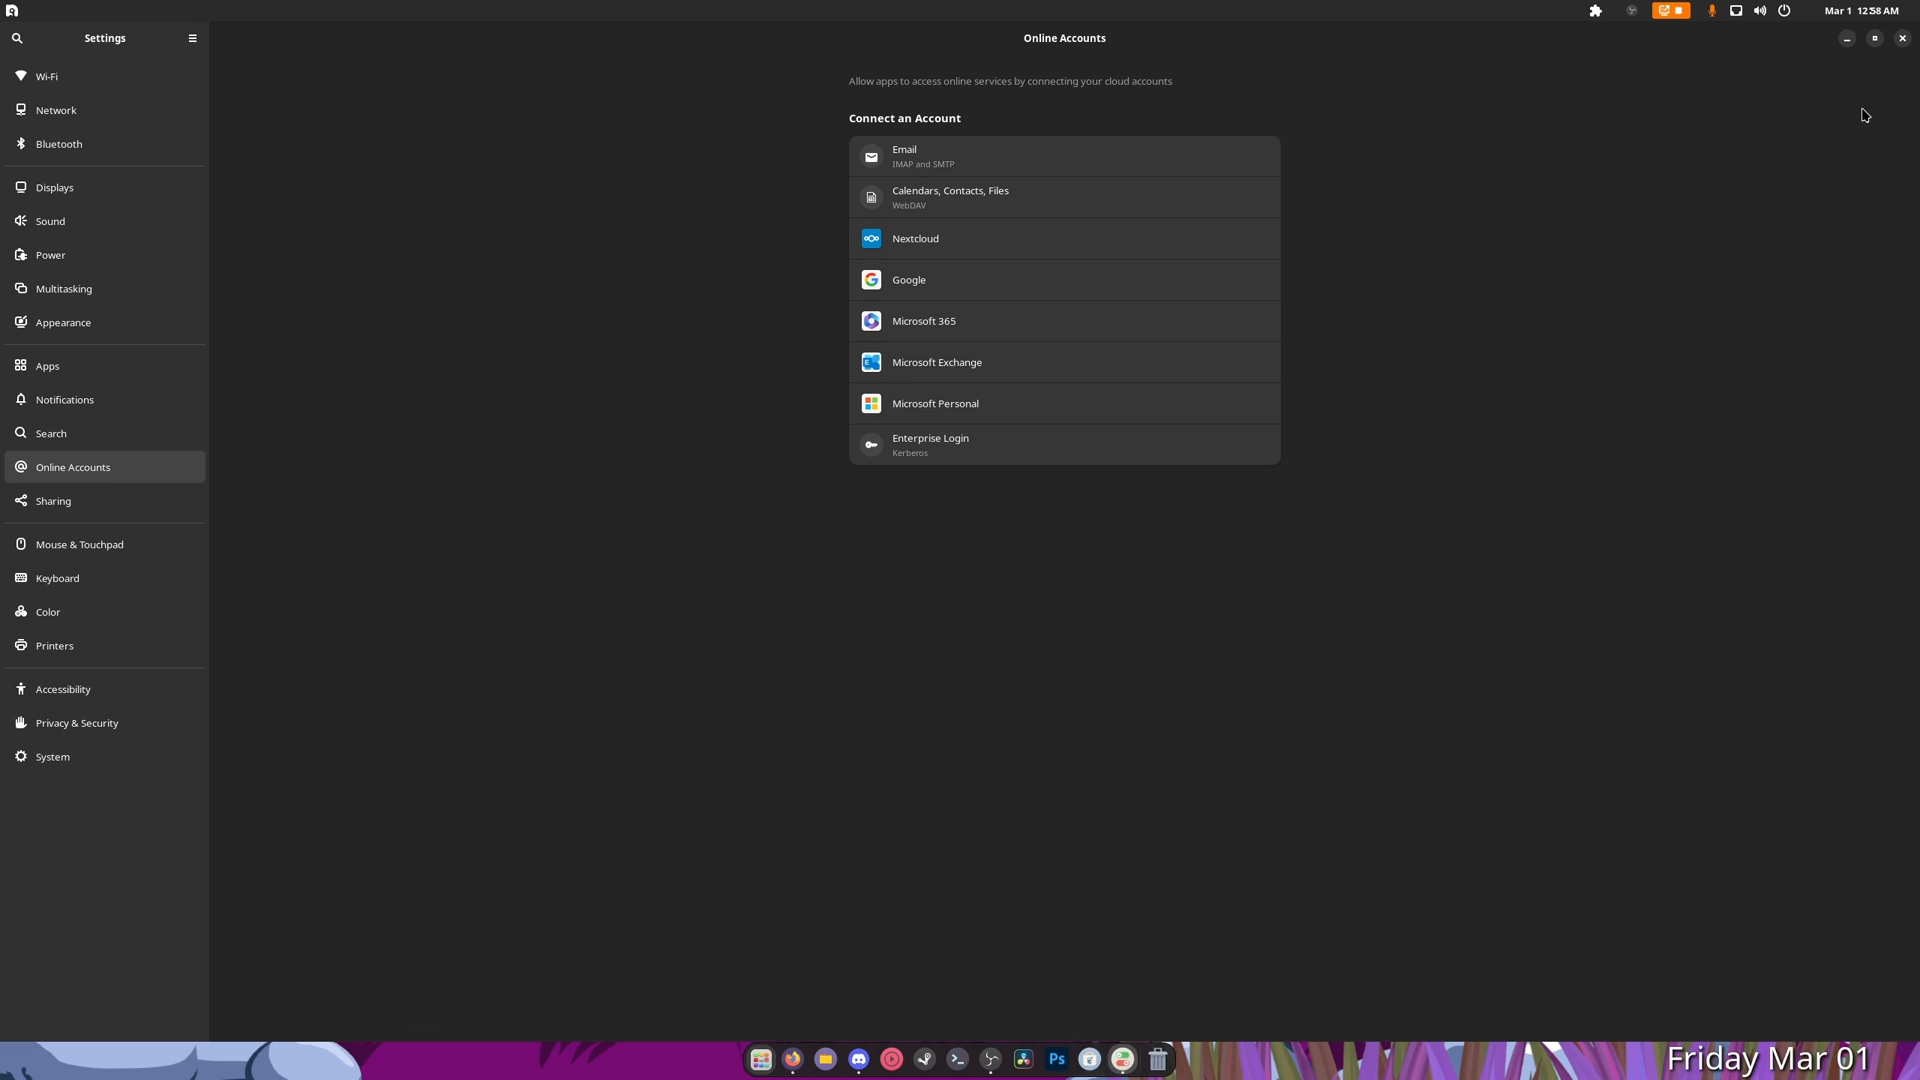 Mar 1 12:58 AM
Settings
Online Accounts
Wi-Fi
Network
Bluetooth
Displays
Sound
Power
Multitasking
Appearance
Apps
Notifications
Search
Online Accounts
Sharing
Mouse & Touchpad
Keyboard
Color
Printers
Accessibility
Privacy & Security
System
Allow apps to access online services by connecting your cloud accounts
Connect an Account
Email
IMAP and SMTP
Calendars, Contacts, Files
WebDAV
Nextcloud
Google
Microsoft 365
Microsoft Exchange
Microsoft Personal
Enterprise Login
Kerberos
Ps
Friday Mar 01